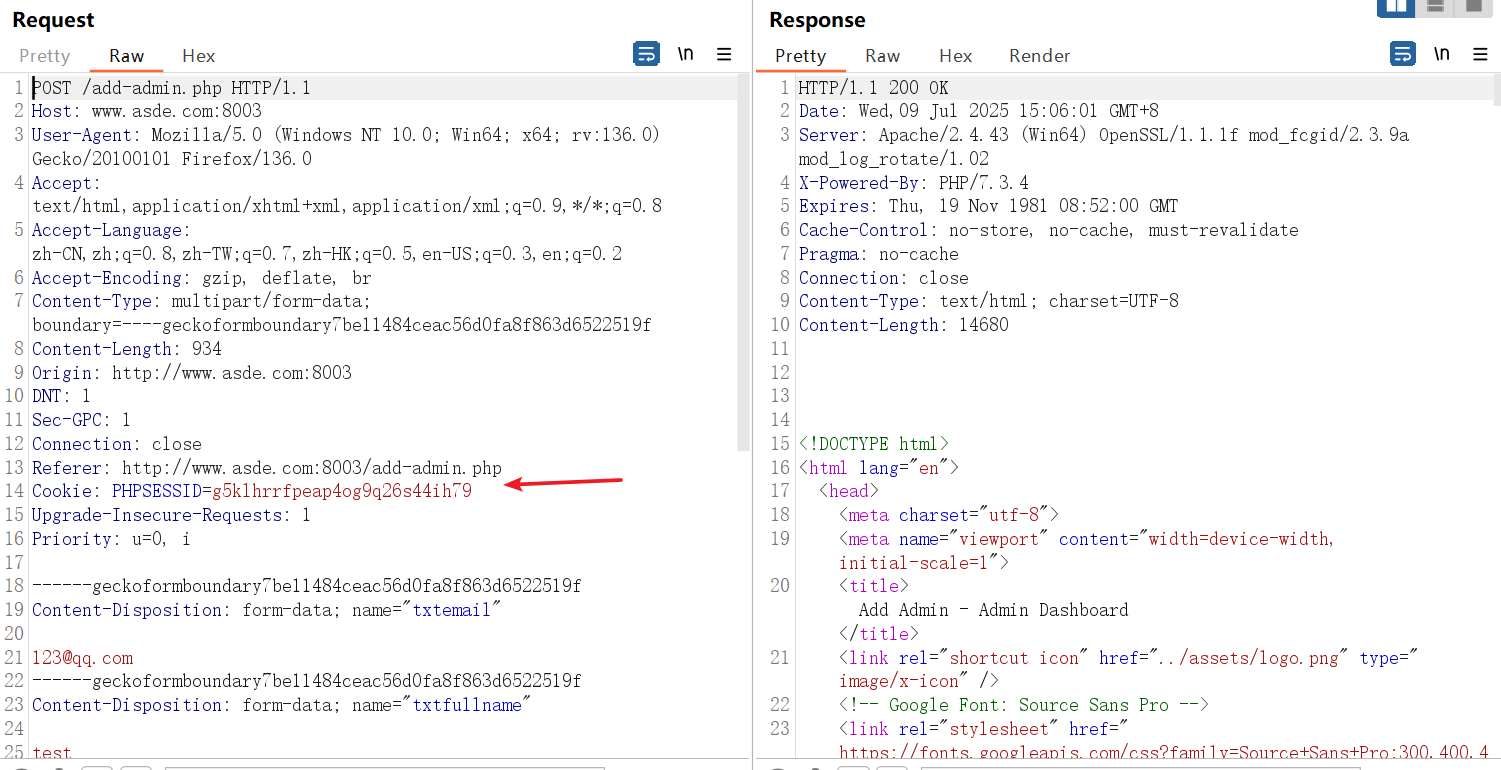 Request
Pretty Raw Hex
\n
1 POST /add-admin.php HTTP/1.1
2 Host: www.asde.com:8003
3 User-Agent: Mozilla/5.0 (Windows NT 10.0; Win64; x64; rv:136.0)
Gecko/20100101 Firefox/136.0
4 Accept:
text/html,application/xhtml+xml,application/xml;q=0.9,*/*;q=0.8
5 Accept-Language:
zh-CN,zh;q=0.8,zh-TW;q=0.7,zh-HK;q=0.5,en-US;q=0.3,en;q=0.2
6 Accept-Encoding: gzip, deflate, br
7 Content-Type: multipart/form-data;
boundary=----geckoformboundary7be11484ceac56d0fa8f863d6522519f
8 Content-Length: 934
9 Origin: http://www.asde.com:8003
10 DNT: 1
11 Sec-GPC: 1
12 Connection: close
13 Referer: http://www.asde.com:8003/add-admin.php
14 Cookie: PHPSESSID=g5klhrrfpeap4og9q26s44ih79
15 Upgrade-Insecure-Requests: 1
16 Priority: u=0, i
17
18 ------geckoformboundary7be11484ceac56d0fa8f863d6522519f
19 Content-Disposition: form-data; name="txtemail"
20
21 123@qq.com
22 ------geckoformboundary7be11484ceac56d0fa8f863d6522519f
23 Content-Disposition: form-data; name="txtfullname"
24
25 test
Response
Pretty Raw Hex Render
\n
1 HTTP/1.1 200 OK
2 Date: Wed,09 Jul 2025 15:06:01 GMT+8
3 Server: Apache/2.4.43 (Win64) OpenSSL/1.1.1f mod_fcgid/2.3.9a
mod_log_rotate/1.02
4 X-Powered-By: PHP/7.3.4
5 Expires: Thu, 19 Nov 1981 08:52:00 GMT
6 Cache-Control: no-store, no-cache, must-revalidate
7 Pragma: no-cache
8 Connection: close
9 Content-Type: text/html; charset=UTF-8
10 Content-Length: 14680
11
12
13
14
15 <!DOCTYPE html>
16 <html lang="en">
17 <head>
18 <meta charset="utf-8">
19 <meta name="viewport" content="width=device-width,
initial-scale=1">
20 <title>
Add Admin - Admin Dashboard
</title>
21 <link rel="shortcut icon" href="../assets/logo.png" type="
image/x-icon" />
22 <!-- Google Font: Source Sans Pro -->
23 <link rel="stylesheet" href="
https://fonts.googleapis.com/css?family=Source+Sans+Pro:300,400,4